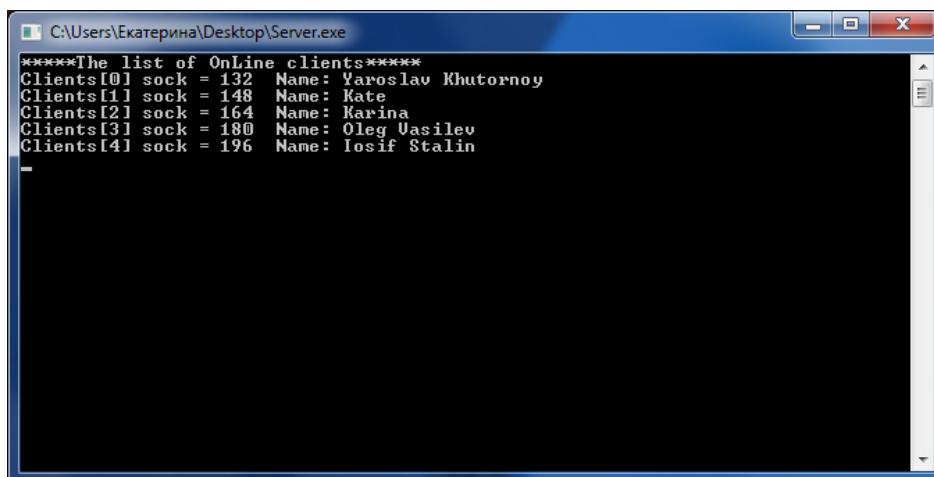 C:\Users\Екатерина\Desktop\Server.exe
*****The list of OnLine clients*****
Clients[0] sock = 132  Name: Yaroslav Khutornoy
Clients[1] sock = 148  Name: Kate
Clients[2] sock = 164  Name: Karina
Clients[3] sock = 180  Name: Oleg Vasilev
Clients[4] sock = 196  Name: Iosif Stalin